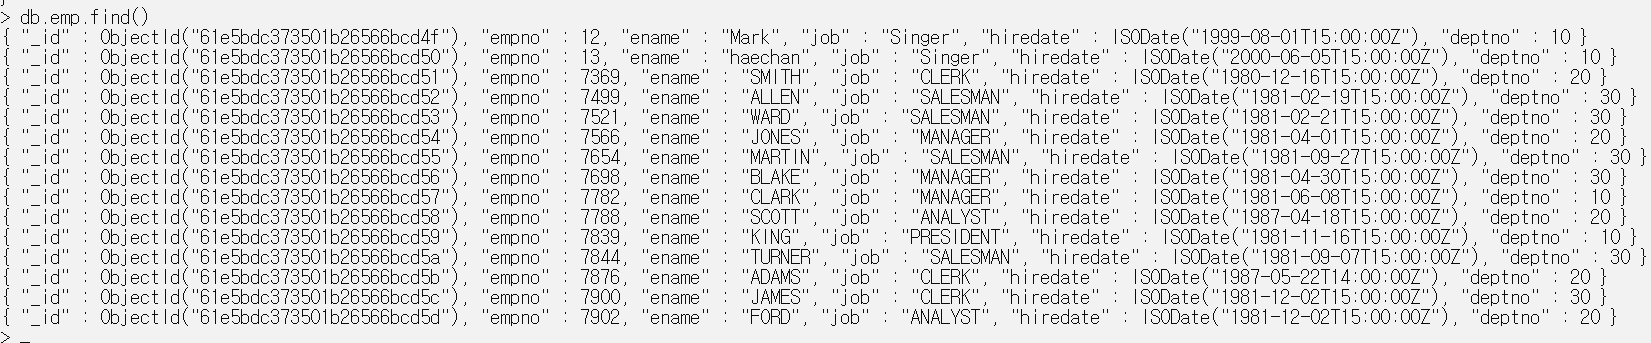 }
> db.emp.find()
{ "_id" : ObjectId("61e5bdc373501b26566bcd4f"), "empno" : 12, "ename" : "Mark", "job" : "Singer", "hiredate" : ISODate("1999-08-01T15:00:00Z"), "deptno" : 10 }
{ "_id" : ObjectId("61e5bdc373501b26566bcd50"), "empno" : 13, "ename" : "haechan", "job" : "Singer", "hiredate" : ISODate("2000-06-05T15:00:00Z"), "deptno" : 10 }
{ "_id" : ObjectId("61e5bdc373501b26566bcd51"), "empno" : 7369, "ename" : "SMITH", "job" : "CLERK", "hiredate" : ISODate("1980-12-16T15:00:00Z"), "deptno" : 20 }
{ "_id" : ObjectId("61e5bdc373501b26566bcd52"), "empno" : 7499, "ename" : "ALLEN", "job" : "SALESMAN", "hiredate" : ISODate("1981-02-19T15:00:00Z"), "deptno" : 30 }
{ "_id" : ObjectId("61e5bdc373501b26566bcd53"), "empno" : 7521, "ename" : "WARD", "job" : "SALESMAN", "hiredate" : ISODate("1981-02-21T15:00:00Z"), "deptno" : 30 }
{ "_id" : ObjectId("61e5bdc373501b26566bcd54"), "empno" : 7566, "ename" : "JONES", "job" : "MANAGER", "hiredate" : ISODate("1981-04-01T15:00:00Z"), "deptno" : 20 }
{ "_id" : ObjectId("61e5bdc373501b26566bcd55"), "empno" : 7654, "ename" : "MARTIN", "job" : "SALESMAN", "hiredate" : ISODate("1981-09-27T15:00:00Z"), "deptno" : 30 }
{ "_id" : ObjectId("61e5bdc373501b26566bcd56"), "empno" : 7698, "ename" : "BLAKE", "job" : "MANAGER", "hiredate" : ISODate("1981-04-30T15:00:00Z"), "deptno" : 30 }
{ "_id" : ObjectId("61e5bdc373501b26566bcd57"), "empno" : 7782, "ename" : "CLARK", "job" : "MANAGER", "hiredate" : ISODate("1981-06-08T15:00:00Z"), "deptno" : 10 }
{ "_id" : ObjectId("61e5bdc373501b26566bcd58"), "empno" : 7788, "ename" : "SCOTT", "job" : "ANALYST", "hiredate" : ISODate("1987-04-18T15:00:00Z"), "deptno" : 20 }
{ "_id" : ObjectId("61e5bdc373501b26566bcd59"), "empno" : 7839, "ename" : "KING", "job" : "PRESIDENT", "hiredate" : ISODate("1981-11-16T15:00:00Z"), "deptno" : 10 }
{ "_id" : ObjectId("61e5bdc373501b26566bcd5a"), "empno" : 7844, "ename" : "TURNER", "job" : "SALESMAN", "hiredate" : ISODate("1981-09-07T15:00:00Z"), "deptno" : 30 }
{ "_id" : ObjectId("61e5bdc373501b26566bcd5b"), "empno" : 7876, "ename" : "ADAMS", "job" : "CLERK", "hiredate" : ISODate("1987-05-22T14:00:00Z"), "deptno" : 20 }
{ "_id" : ObjectId("61e5bdc373501b26566bcd5c"), "empno" : 7900, "ename" : "JAMES", "job" : "CLERK", "hiredate" : ISODate("1981-12-02T15:00:00Z"), "deptno" : 30 }
{ "_id" : ObjectId("61e5bdc373501b26566bcd5d"), "empno" : 7902, "ename" : "FORD", "job" : "ANALYST", "hiredate" : ISODate("1981-12-02T15:00:00Z"), "deptno" : 20 }
> _